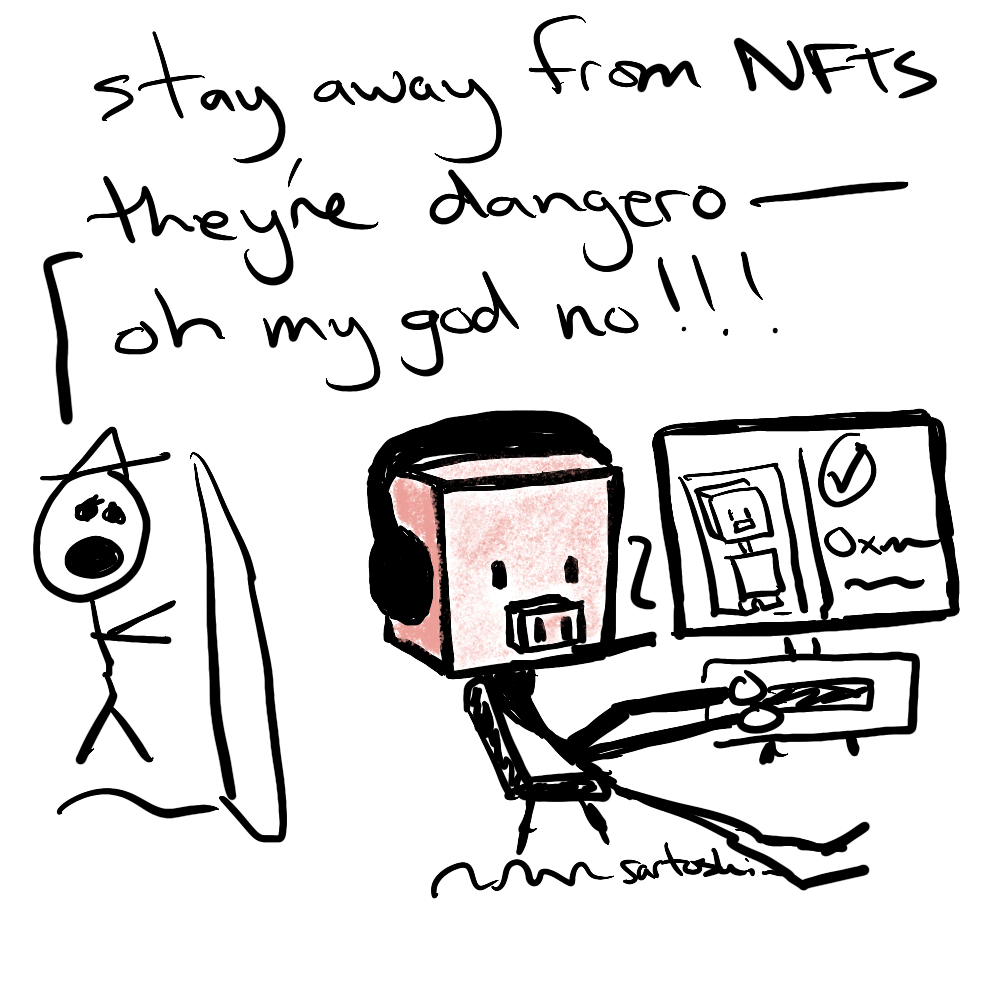 stay away from NFTs
they're dangero—
oh my god no!!!
0x
sartoshi